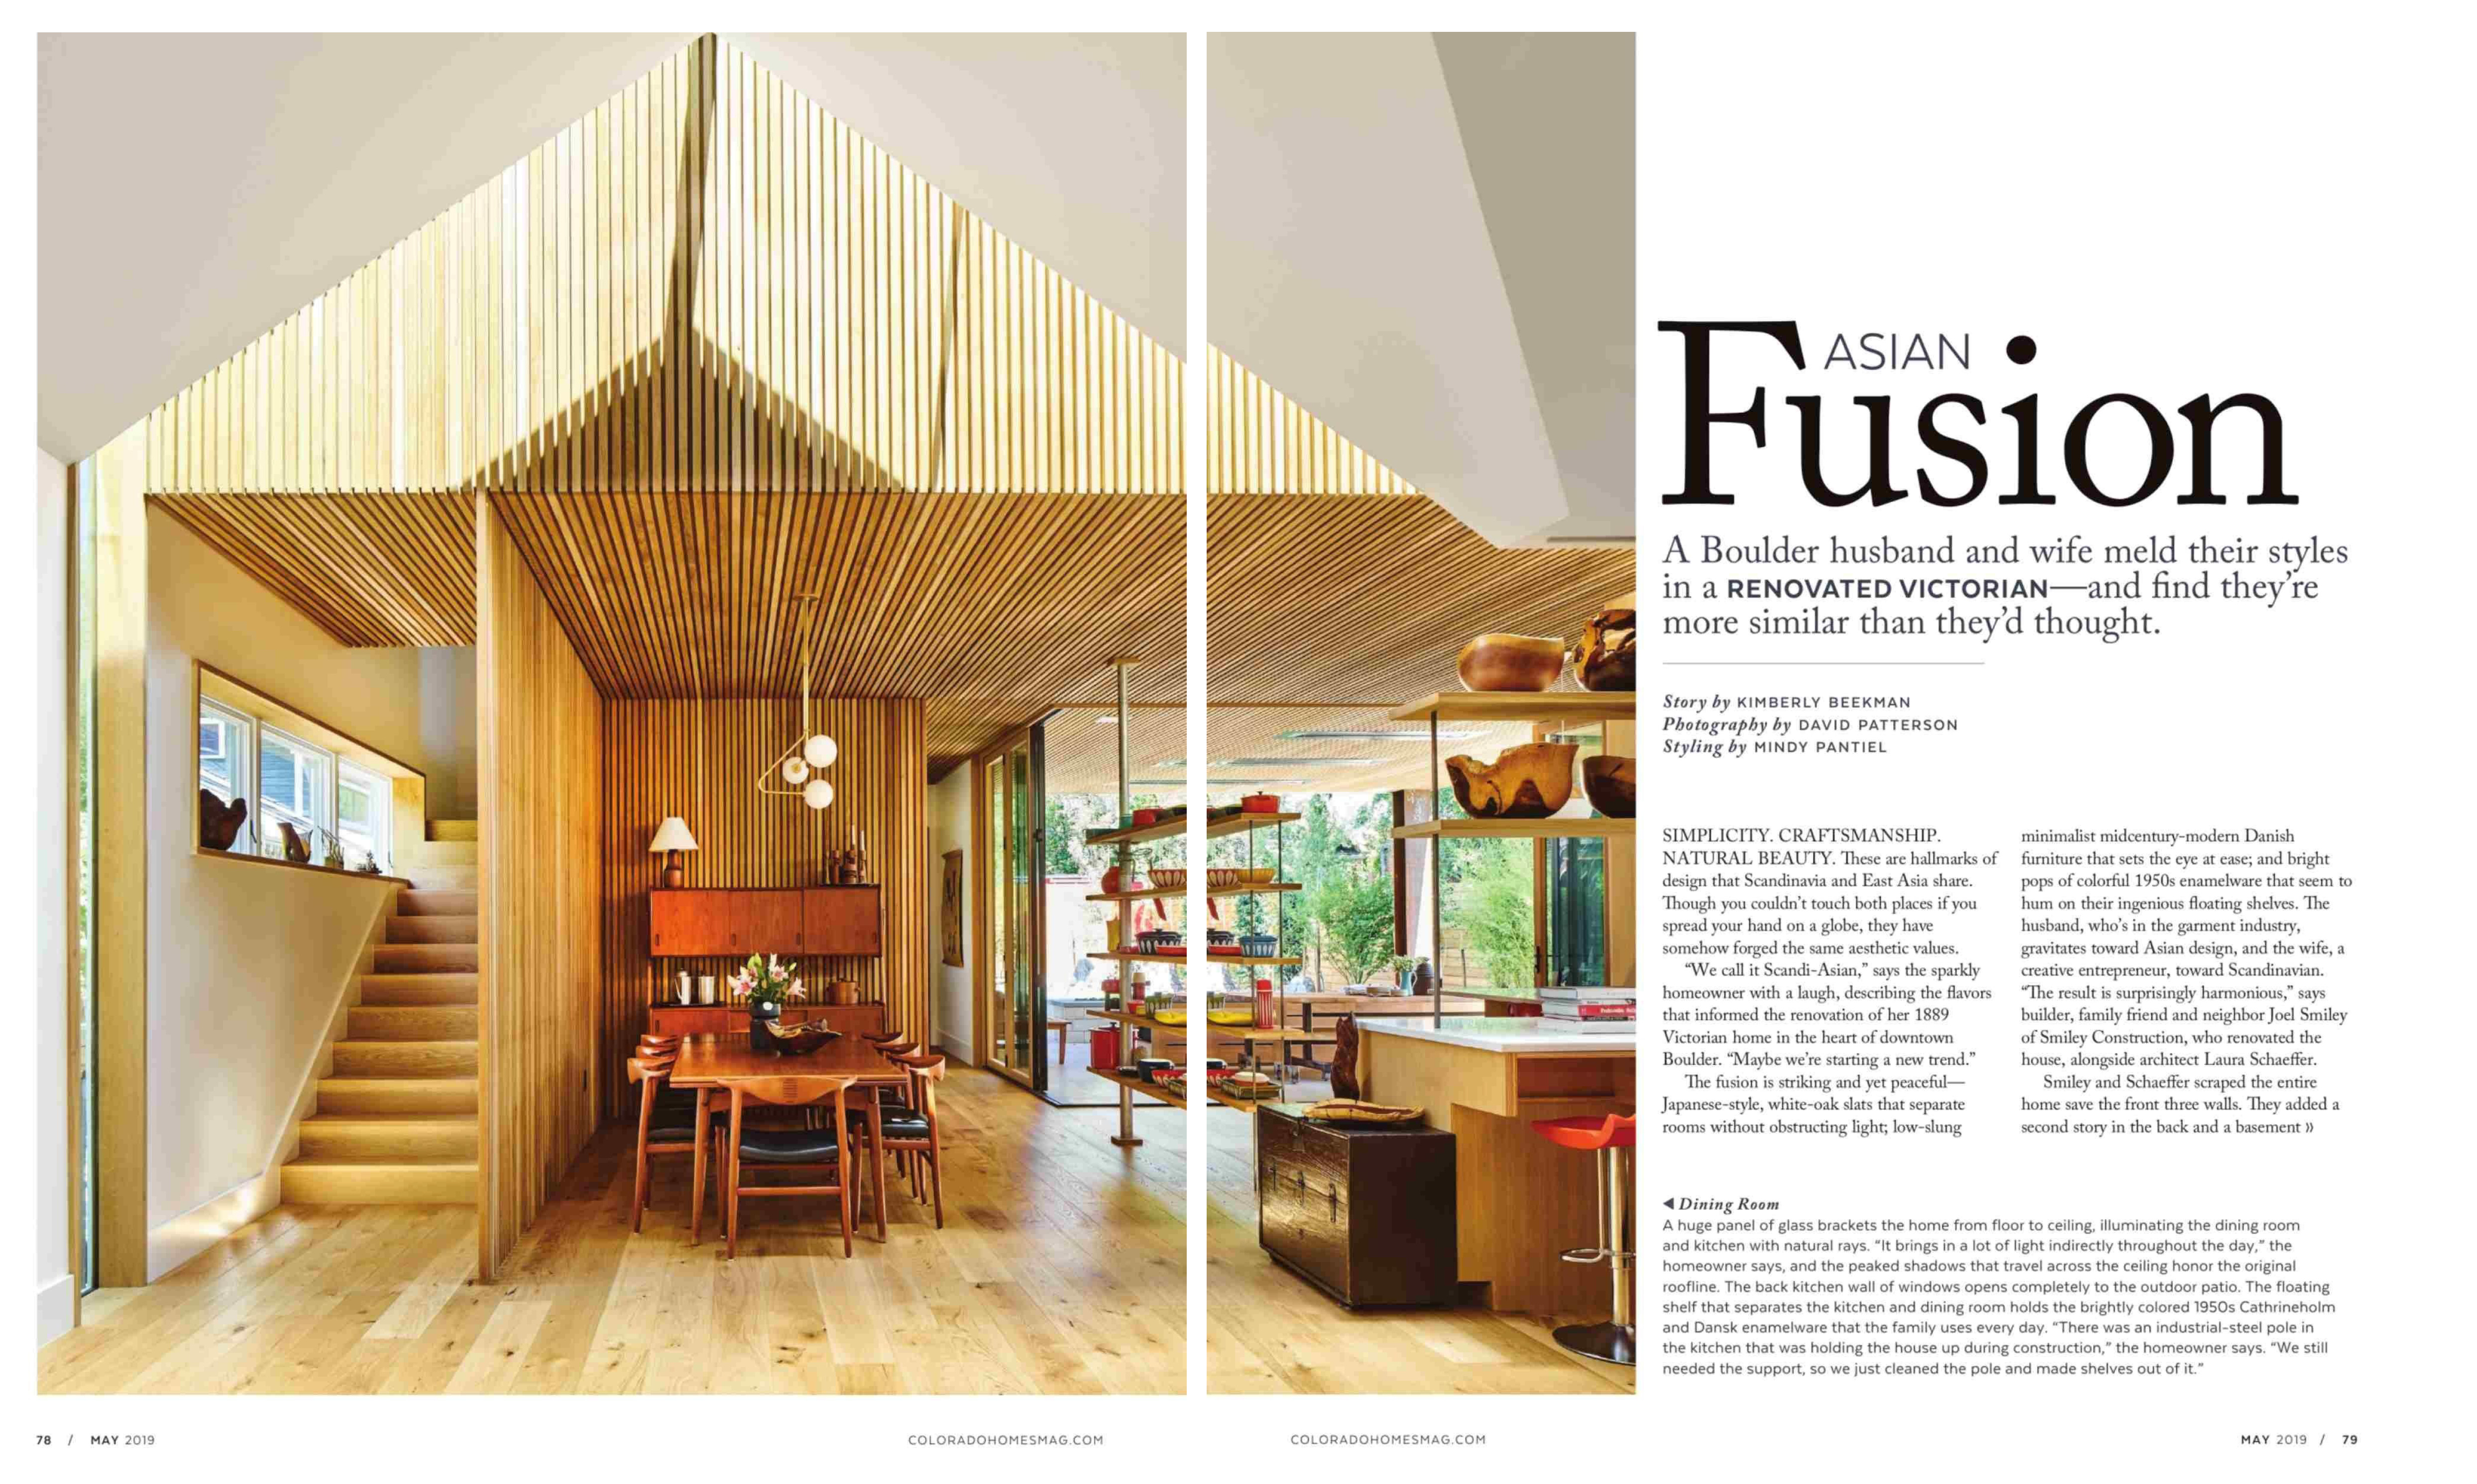 ASIAN
Fusion
A Boulder husband and wife meld their styles
in a RENOVATED VICTORIAN—and find they’re
more similar than they’d thought.
Story by KIMBERLY BEEKMAN
Photography by DAVID PATTERSON
Styling by MINDY PANTIEL
SIMPLICITY. CRAFTSMANSHIP.
NATURAL BEAUTY. These are hallmarks of
design that Scandinavia and East Asia share.
Though you couldn’t touch both places if you
spread your hand on a globe, they have
somehow forged the same aesthetic values.
“We call it Scandi-Asian,” says the sparkly
homeowner with a laugh, describing the flavors
that informed the renovation of her 1889
Victorian home in the heart of downtown
Boulder. “Maybe we’re starting a new trend.”
The fusion is striking and yet peaceful—
Japanese-style, white-oak slats that separate
rooms without obstructing light; low-slung
minimalist midcentury-modern Danish
furniture that sets the eye at ease; and bright
pops of colorful 1950s enamelware that seem to
hum on their ingenious floating shelves. The
husband, who’s in the garment industry,
gravitates toward Asian design, and the wife, a
creative entrepreneur, toward Scandinavian.
“The result is surprisingly harmonious,” says
builder, family friend and neighbor Joel Smiley
of Smiley Construction, who renovated the
house, alongside architect Laura Schaeffer.
Smiley and Schaeffer scraped the entire
home save the front three walls. They added a
second story in the back and a basement »
◀ Dining Room
A huge panel of glass brackets the home from floor to ceiling, illuminating the dining room
and kitchen with natural rays. “It brings in a lot of light indirectly throughout the day,” the
homeowner says, and the peaked shadows that travel across the ceiling honor the original
roofline. The back kitchen wall of windows opens completely to the outdoor patio. The floating
shelf that separates the kitchen and dining room holds the brightly colored 1950s Cathrineholm
and Dansk enamelware that the family uses every day. “There was an industrial-steel pole in
the kitchen that was holding the house up during construction,” the homeowner says. “We still
needed the support, so we just cleaned the pole and made shelves out of it.”
78 / MAY 2019
COLORADOHOMESMAG.COM
COLORADOHOMESMAG.COM
MAY 2019 / 79